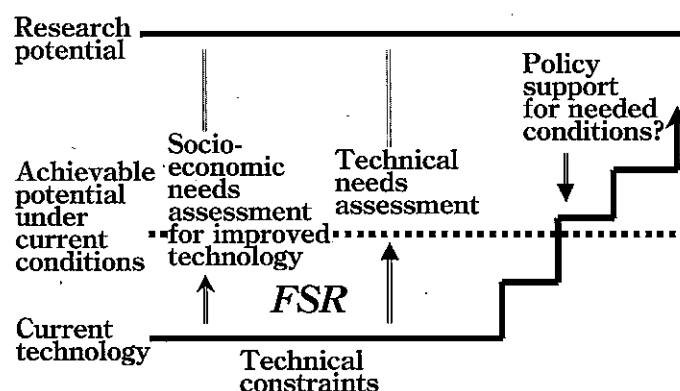 Research
potential
Policy
support
for needed
conditions?
Socio-
economic
needs
assessment
for improved
technology
Technical
needs
assessment
Achievable
potential
under
current
conditions
FSR
Current
technology
Technical
constraints